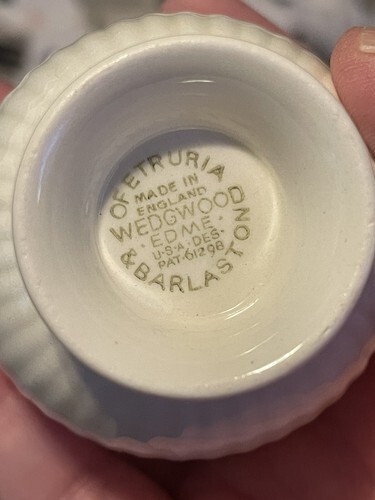 OF ETRURIA
MADE IN
ENGLAND
WEDGWOOD
· EDME ·
U·S·A· DES·
PAT·61298
& BARLASTON